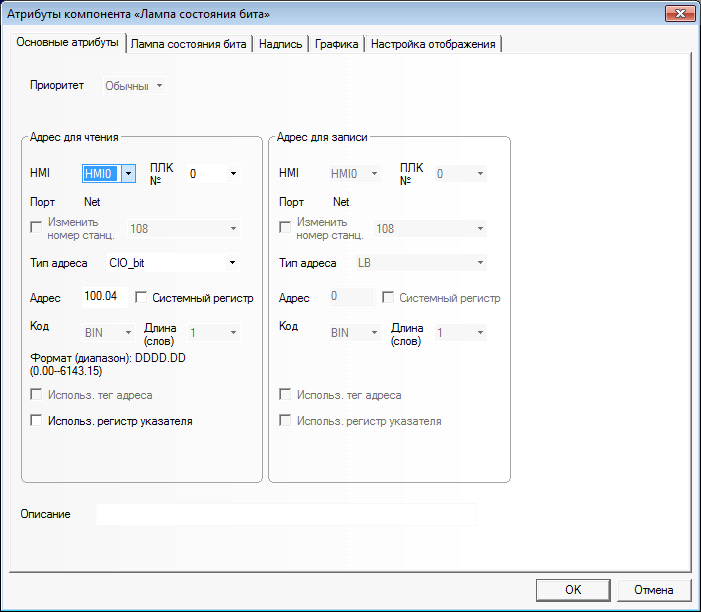 Атрибуты компонента «Лампа состояния бита»
Основные атрибуты Лампа состояния бита Надпись Графика Настройка отображения
Приоритет Обычны
Адрес для чтения
HMI HMI0 ПЛК № 0
Порт Net
Изменить номер станц. 108
Тип адреса CIO_bit
Адрес 100.04 Системный регистр
Код BIN Длина (слов) 1
Формат (диапазон): DDDD.DD
(0.00--6143.15)
Использ. тег адреса
Использ. регистр указателя
Адрес для записи
HMI HMI0 ПЛК № 0
Порт Net
Изменить номер станц. 108
Тип адреса LB
Адрес 0 Системный регистр
Код BIN Длина (слов) 1
Использ. тег адреса
Использ. регистр указателя
Описание
OK Отмена